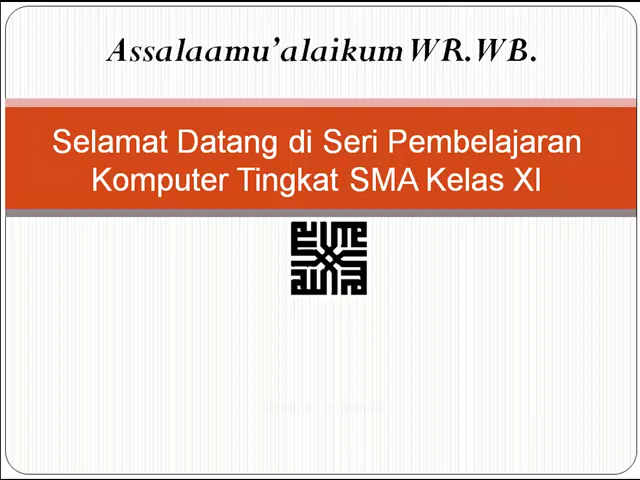 Assalaamu’alaikum WR.WB.
Selamat Datang di Seri Pembelajaran
Komputer Tingkat SMA Kelas XI